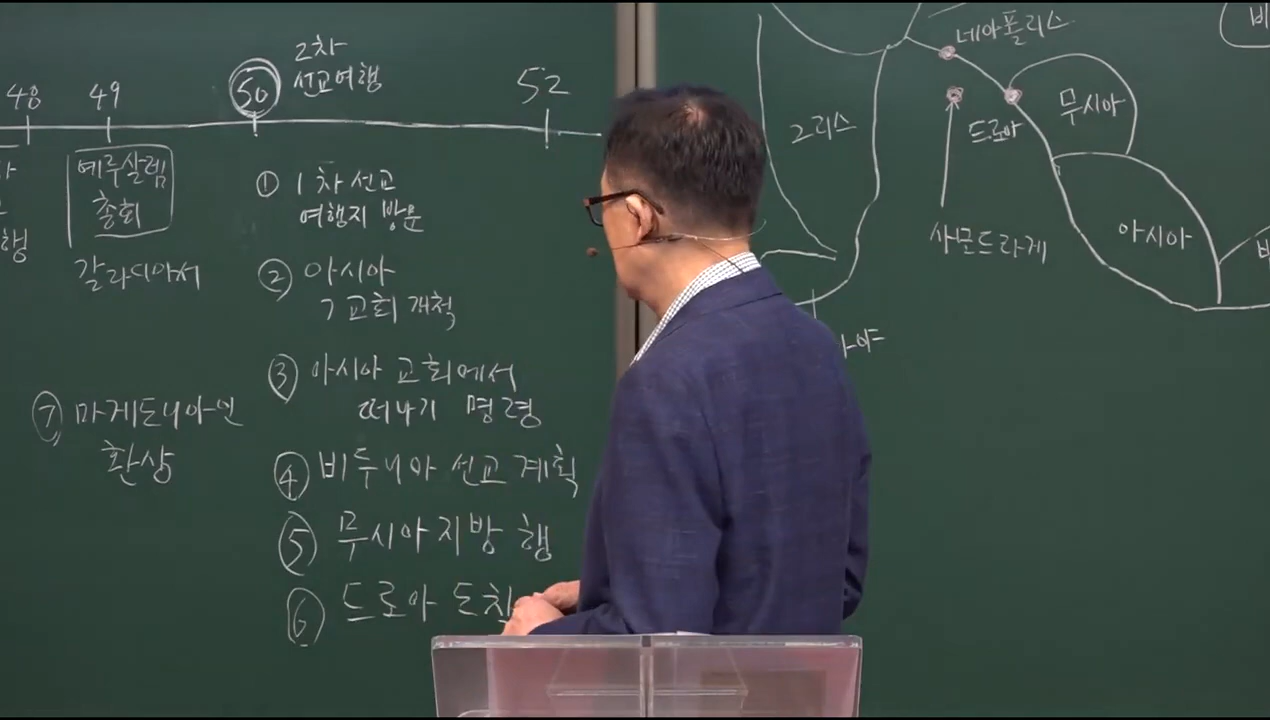 48
49
50
2차
선교여행
52
행
예루살렘
총회
갈라디아서
① 1차 선교
여행지 방문
② 아시아
7교회 개척
③ 아시아 교회에서
떠나기 명령
④ 비두니아 선교 계획
⑤ 무시아지방 행
⑥ 드로아 도착
⑦ 마게도니아인
환상
네아폴리스
그리스
드로아
무시아
사모드라게
아시아
비